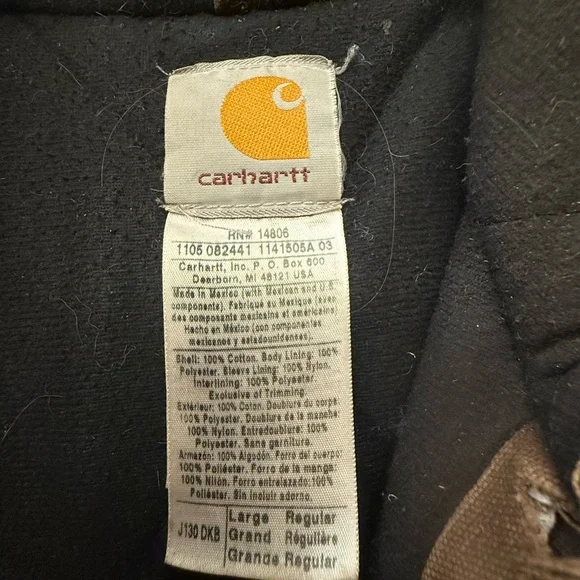 carhartt
RN# 14806
1105 082441 1141505A 03
Carhartt, Inc. P. O. Box 600
Dearborn, MI 48121 USA
Made in Mexico (with Mexican and U.S.
components). Fabriqué au Mexique (avec
des composants mexicains et américains).
Hecho en México (con componentes
mexicanos y estadounidenses).
Shell: 100% Cotton. Body Lining: 100%
Polyester. Sleeve Lining: 100% Nylon.
Interlining: 100% Polyester.
Exclusive of Trimming.
Extérieur: 100% Coton. Doublure du corps:
100% Polyester. Doublure de la manche:
100% Nylon. Entredoublure: 100%
Polyester. Sans garniture.
Armazón: 100% Algodón. Forro del cuerpo:
100% Poliéster. Forro de la manga:
100% Nilón. Forro entrelazado: 100%
Poliéster. Sin incluir adorno.
J130 DKB
Large Regular
Grand Régulière
Grande Regular